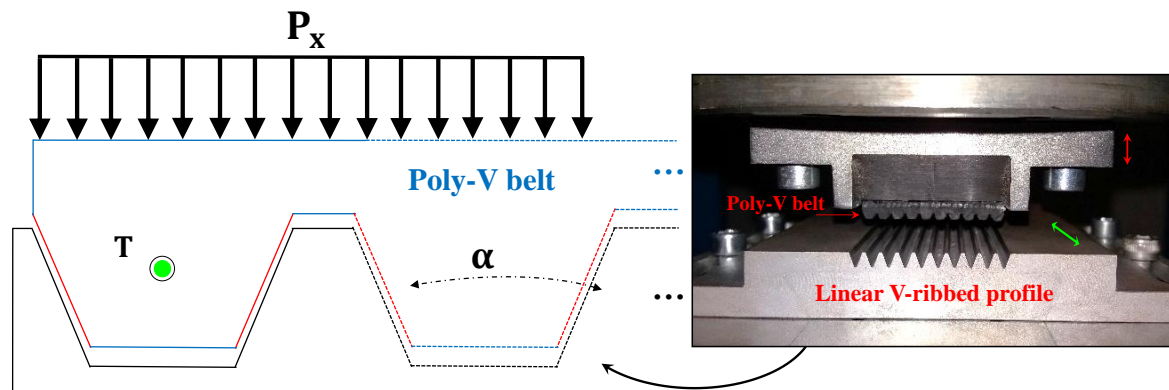 Pₓ
Poly-V belt
...
T
α
...
Poly-V belt
Linear V-ribbed profile